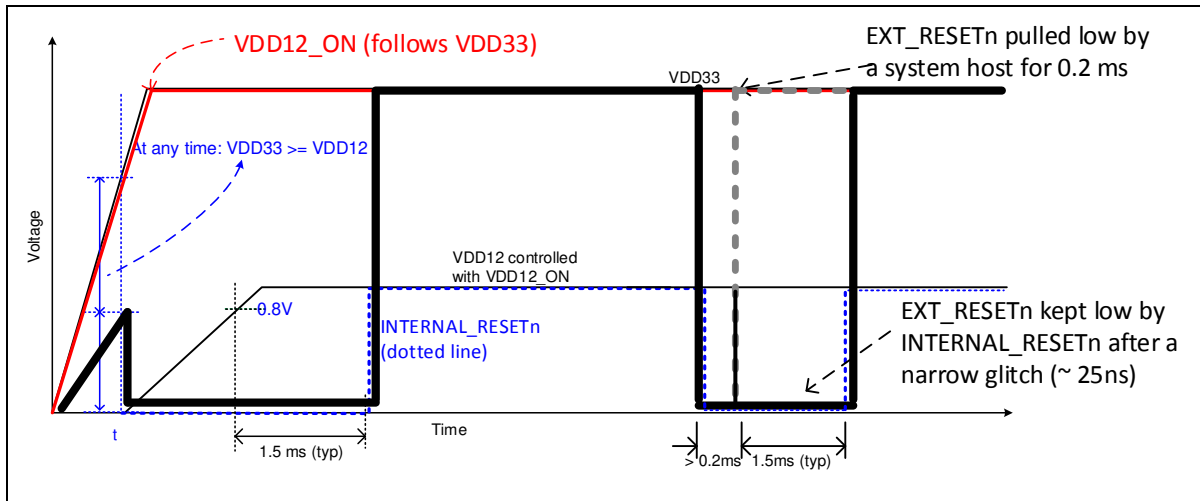 VDD12_ON (follows VDD33)
EXT_RESETn pulled low by
a system host for 0.2 ms
VDD33
At any time: VDD33 >= VDD12
Voltage
VDD12 controlled
with VDD12_ON
0.8V
INTERNAL_RESETn
(dotted line)
EXT_RESETn kept low by
INTERNAL_RESETn after a
narrow glitch (~ 25ns)
t
Time
1.5 ms (typ)
> 0.2ms
1.5ms (typ)